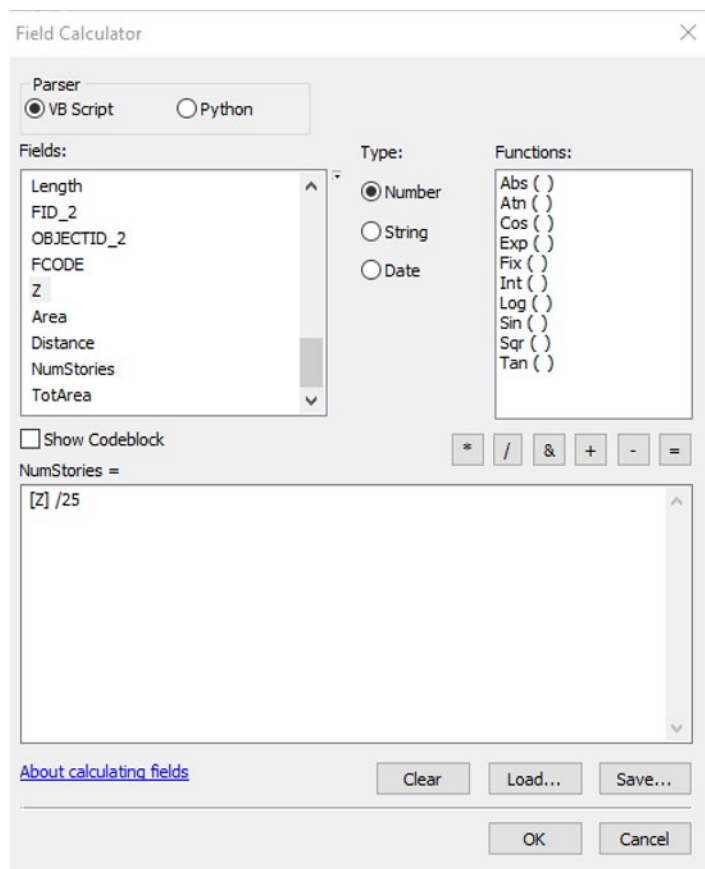 Field Calculator
Parser
VB Script Python
Fields:
Length
FID_2
OBJECTID_2
FCODE
Z
Area
Distance
NumStories
TotArea
Type:
Number
String
Date
Functions:
Abs ( )
Atn ( )
Cos ( )
Exp ( )
Fix ( )
Int ( )
Log ( )
Sin ( )
Sqr ( )
Tan ( )
Show Codeblock
* / & + - =
NumStories =
[Z] /25
About calculating fields
Clear Load... Save...
OK Cancel